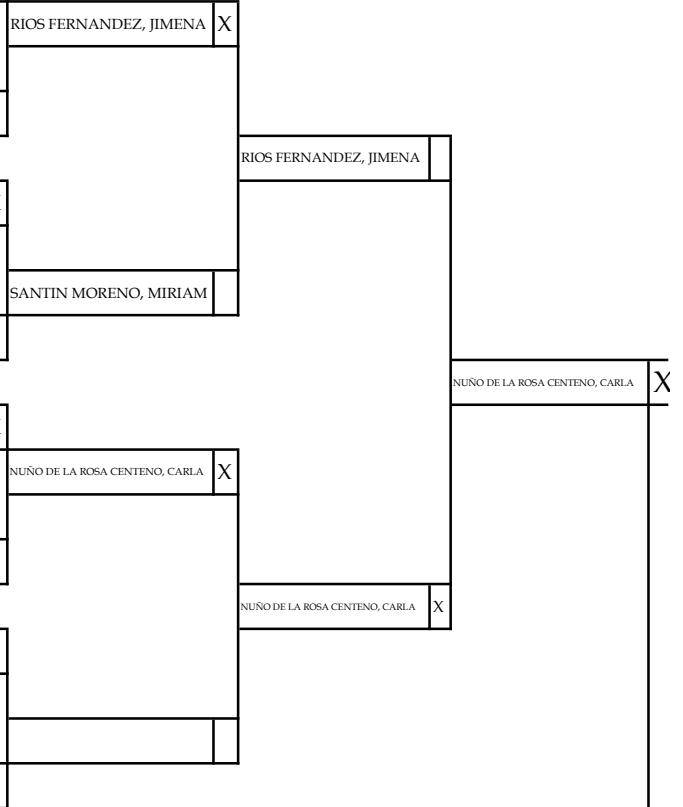 RIOS FERNANDEZ, JIMENA X
RIOS FERNANDEZ, JIMENA
SANTIN MORENO, MIRIAM
NUÑO DE LA ROSA CENTENO, CARLA X
NUÑO DE LA ROSA CENTENO, CARLA X
NUÑO DE LA ROSA CENTENO, CARLA X